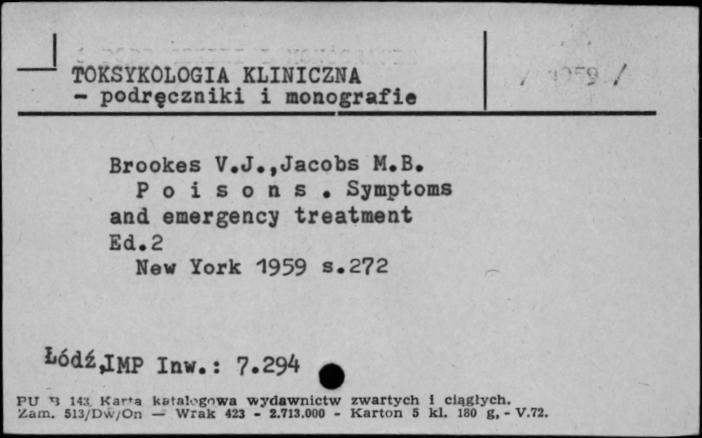 TOKSYKOLOGIA KLINICZNA
/ 1959 /
- podręczniki i monografie
Brookes V.J.,Jacobs M.B.
P o i s o n s . Symptoms
and emergency treatment
Ed.2
New York 1959 s.272
Łódź,IMP Inw.: 7.294
PU B 143 Karta katalogowa wydawnictw zwartych i ciągłych.
Zam. 513/Dw/On — Wrak 423 - 2.713.000 - Karton 5 kl. 180 g, - V.72.